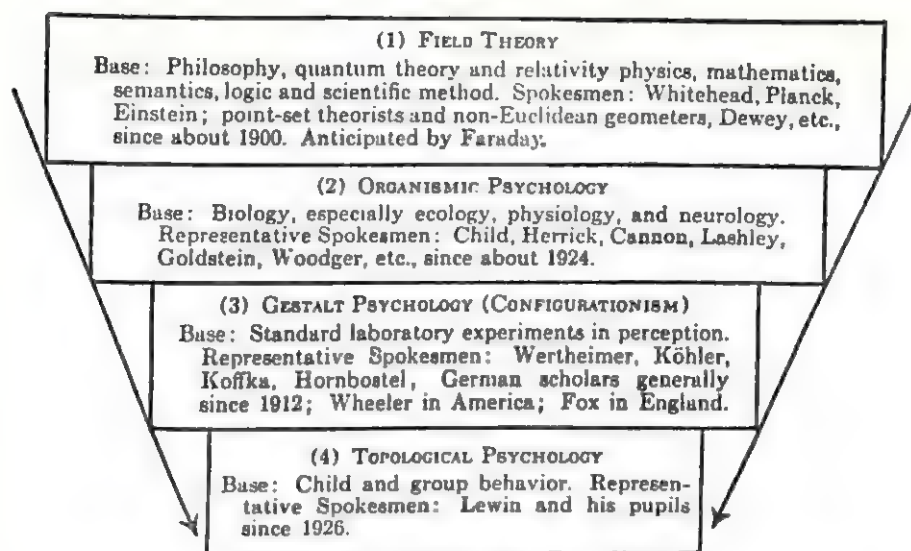 (1) FIELD THEORY
Base: Philosophy, quantum theory and relativity physics, mathematics,
semantics, logic and scientific method. Spokesmen: Whitehead, Planck,
Einstein; point-set theorists and non-Euclidean geometers, Dewey, etc.,
since about 1900. Anticipated by Faraday.
(2) ORGANISMIC PSYCHOLOGY
Base: Biology, especially ecology, physiology, and neurology.
Representative Spokesmen: Child, Herrick, Cannon, Lashley,
Goldstein, Woodger, etc., since about 1924.
(3) GESTALT PSYCHOLOGY (CONFIGURATIONISM)
Base: Standard laboratory experiments in perception.
Representative Spokesmen: Wertheimer, Köhler,
Koffka, Hornbostel, German scholars generally
since 1912; Wheeler in America; Fox in England.
(4) TOPOLOGICAL PSYCHOLOGY
Base: Child and group behavior. Represen-
tative Spokesmen: Lewin and his pupils
since 1926.